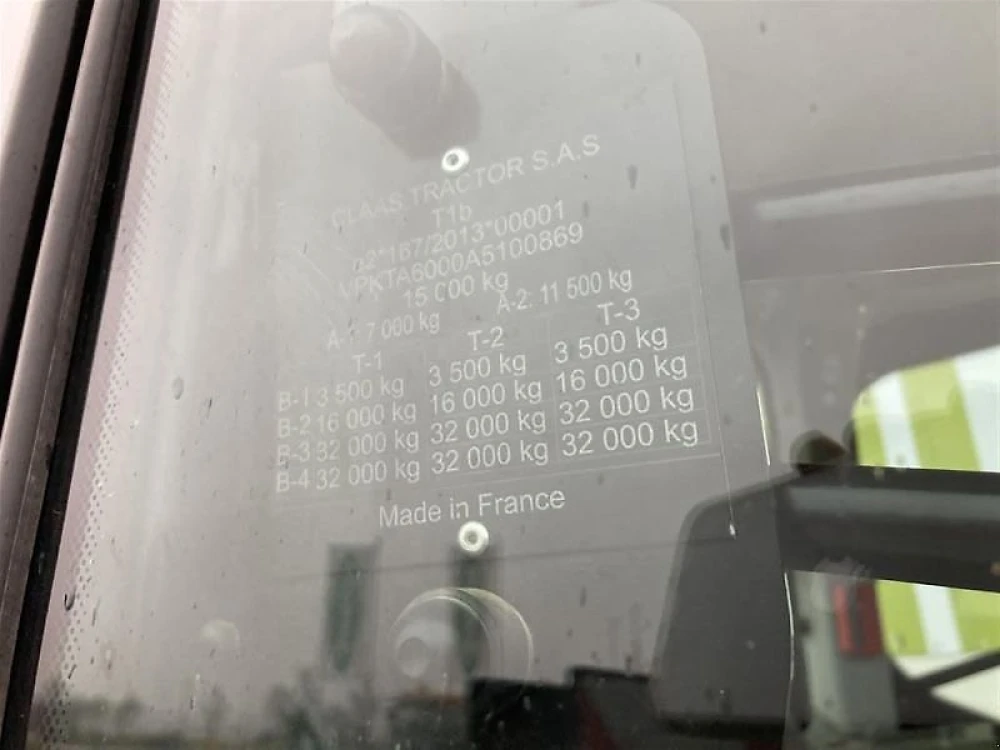 CLAAS TRACTOR S.A.S
T1b
e2*167/2013*00001
VPKTA6000A5100869
15 000 kg
A-1: 7 000 kg A-2: 11 500 kg
T-1 T-2 T-3
B-1 3 500 kg 3 500 kg 3 500 kg
B-2 16 000 kg 16 000 kg 16 000 kg
B-3 32 000 kg 32 000 kg 32 000 kg
B-4 32 000 kg 32 000 kg 32 000 kg
Made in France